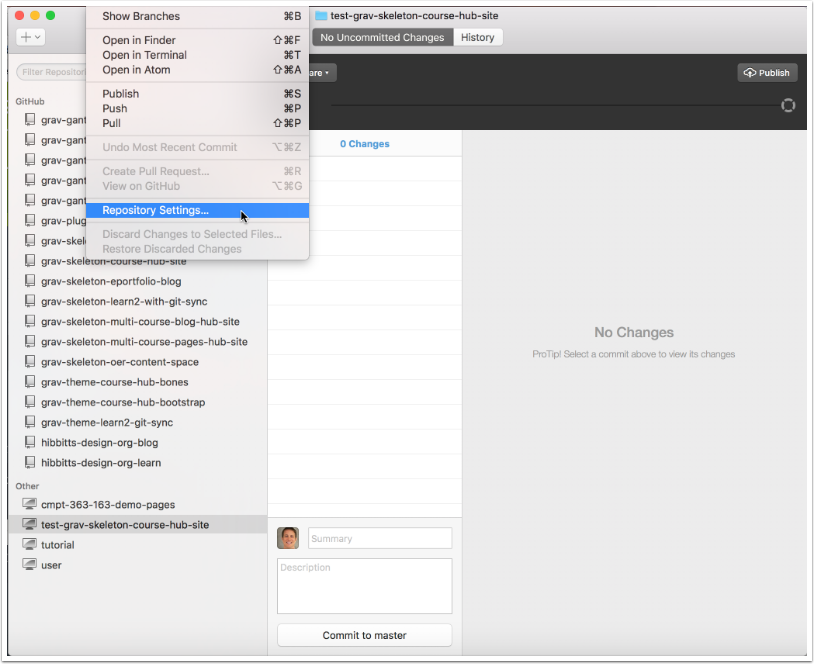 test-grav-skeleton-course-hub-site
No Uncommitted Changes
History
Filter Repositor
are
Publish
Show Branches ⌘B
Open in Finder ⇧⌘F
Open in Terminal ⌘T
Open in Atom ⇧⌘A
Publish ⌘S
Push ⌘P
Pull ⇧⌘P
Undo Most Recent Commit ⌥⌘Z
Create Pull Request... ⌘R
View on GitHub ⌥⌘G
Repository Settings...
Discard Changes to Selected Files...
Restore Discarded Changes
GitHub
grav-gant
grav-gant
grav-gant
grav-gant
grav-gant
grav-plug
grav-skel
grav-skeleton-course-hub-site
grav-skeleton-eportfolio-blog
grav-skeleton-learn2-with-git-sync
grav-skeleton-multi-course-blog-hub-site
grav-skeleton-multi-course-pages-hub-site
grav-skeleton-oer-content-space
grav-theme-course-hub-bones
grav-theme-course-hub-bootstrap
grav-theme-learn2-git-sync
hibbitts-design-org-blog
hibbitts-design-org-learn
Other
cmpt-363-163-demo-pages
test-grav-skeleton-course-hub-site
tutorial
user
0 Changes
Summary
Description
Commit to master
No Changes
ProTip! Select a commit above to view its changes